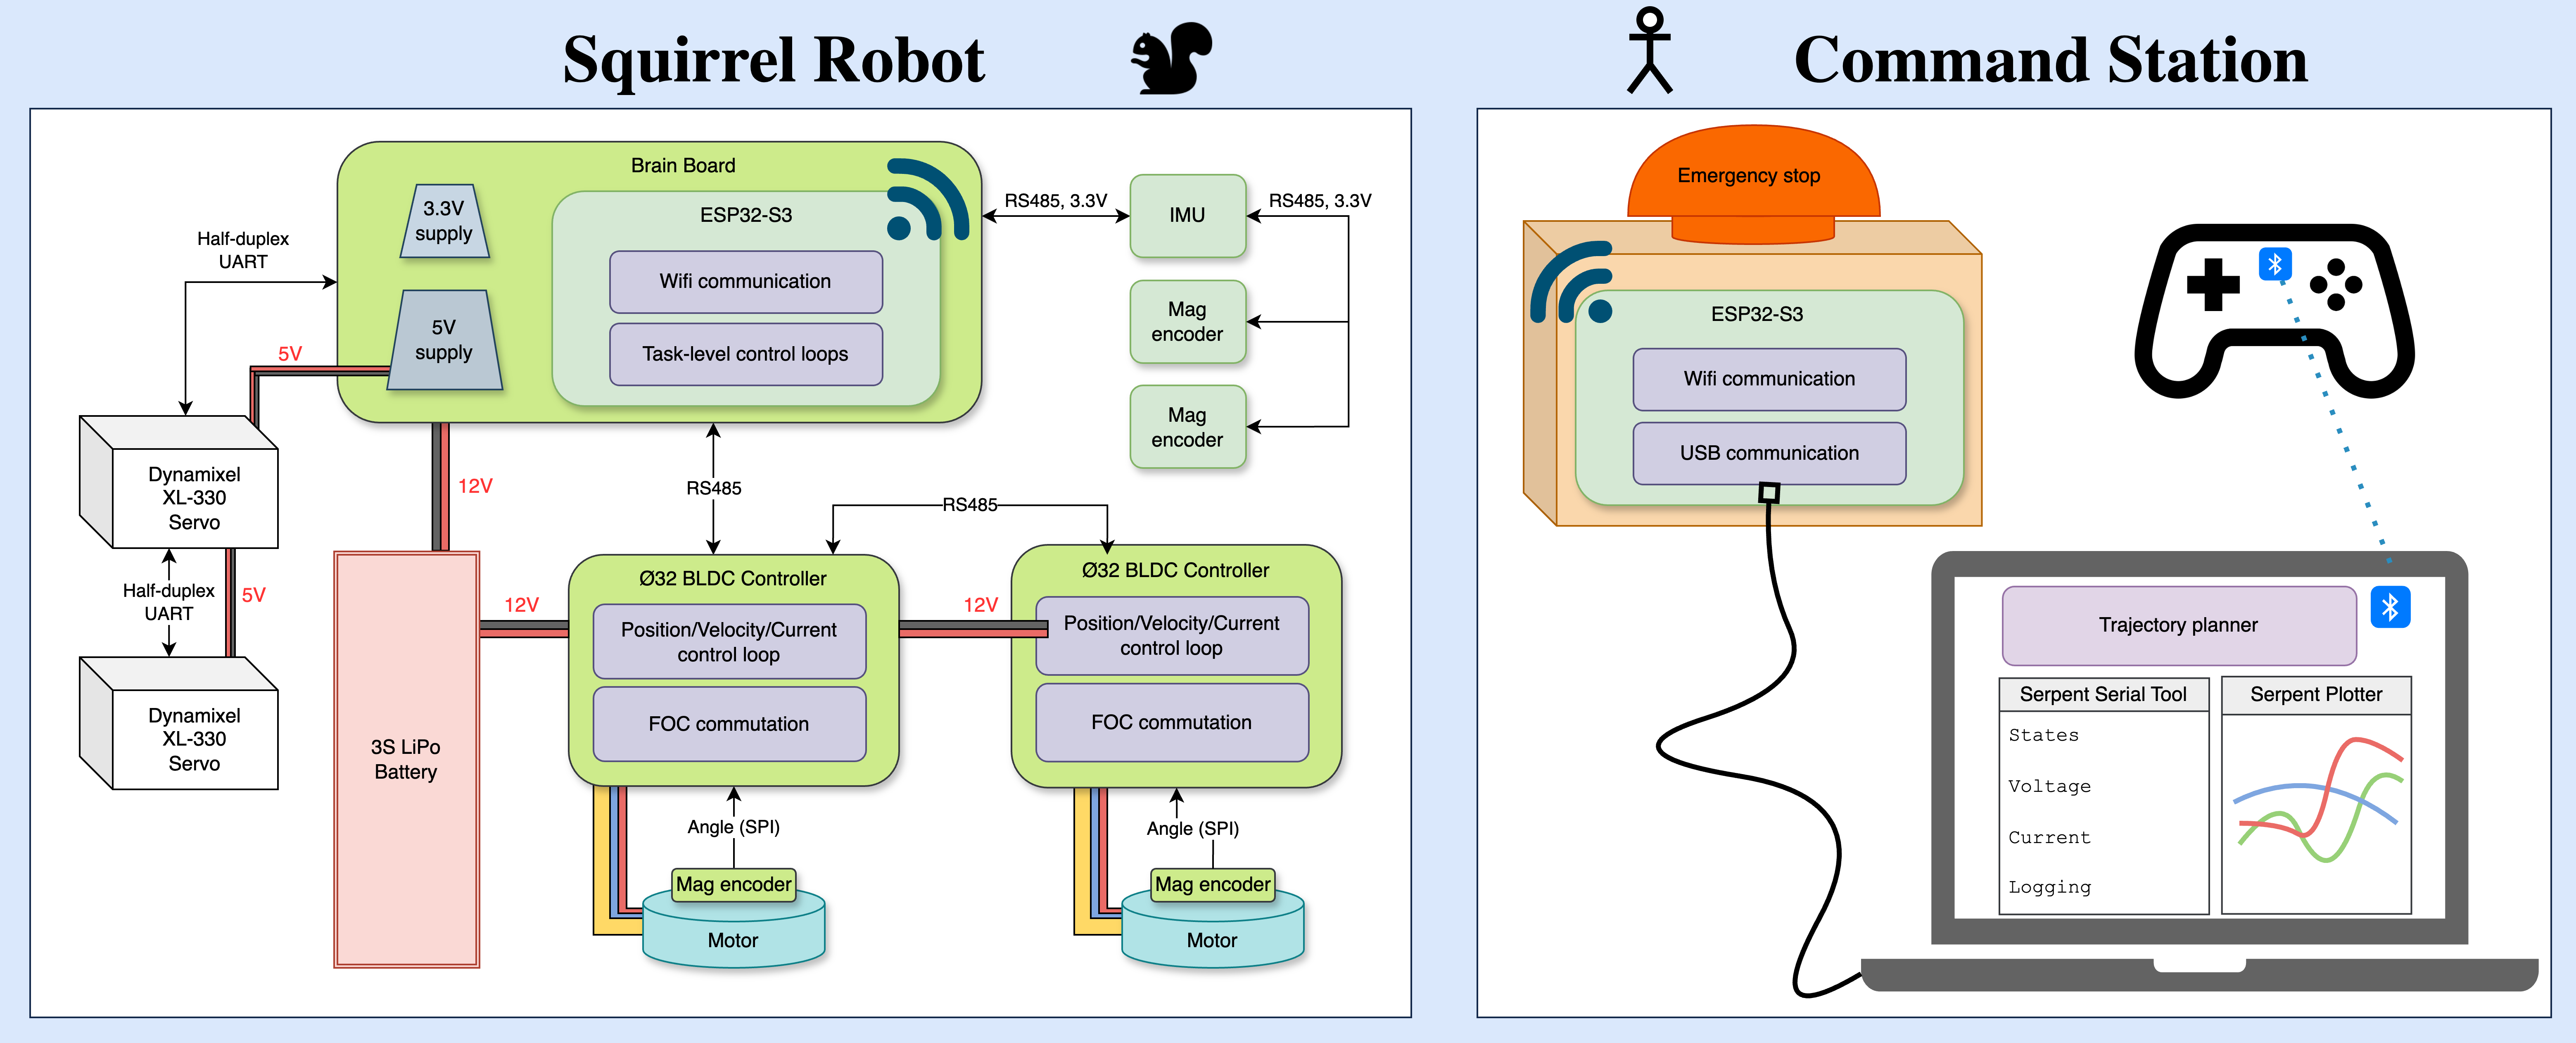 Squirrel Robot
Brain Board
3.3V
supply
5V
supply
ESP32-S3
Wifi communication
Task-level control loops
Half-duplex
UART
5V
RS485, 3.3V
IMU
RS485, 3.3V
Mag
encoder
Mag
encoder
Dynamixel
XL-330
Servo
12V
RS485
RS485
Half-duplex
UART
5V
Dynamixel
XL-330
Servo
3S LiPo
Battery
12V
Ø32 BLDC Controller
Position/Velocity/Current
control loop
FOC commutation
12V
Ø32 BLDC Controller
Position/Velocity/Current
control loop
FOC commutation
Angle (SPI)
Mag encoder
Motor
Angle (SPI)
Mag encoder
Motor
Command Station
Emergency stop
ESP32-S3
Wifi communication
USB communication
Trajectory planner
Serpent Serial Tool
States
Voltage
Current
Logging
Serpent Plotter